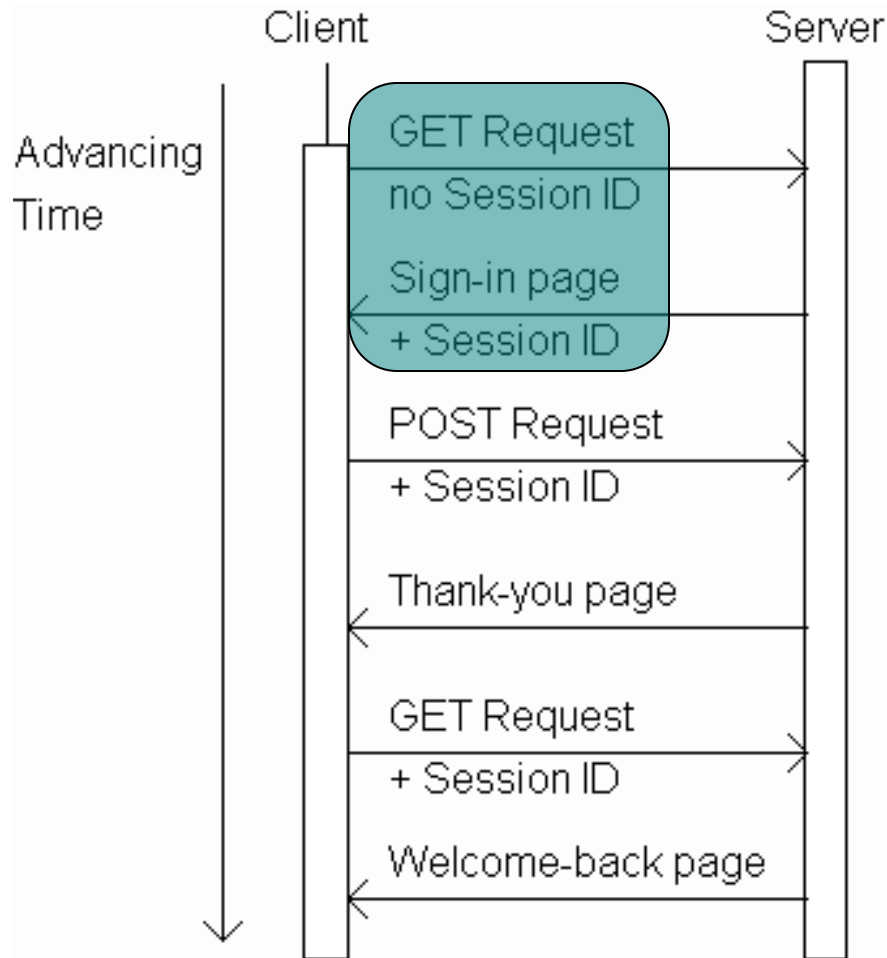 Client
Server
Advancing
Time
GET Request
no Session ID
Sign-in page
+ Session ID
POST Request
+ Session ID
Thank-you page
GET Request
+ Session ID
Welcome-back page